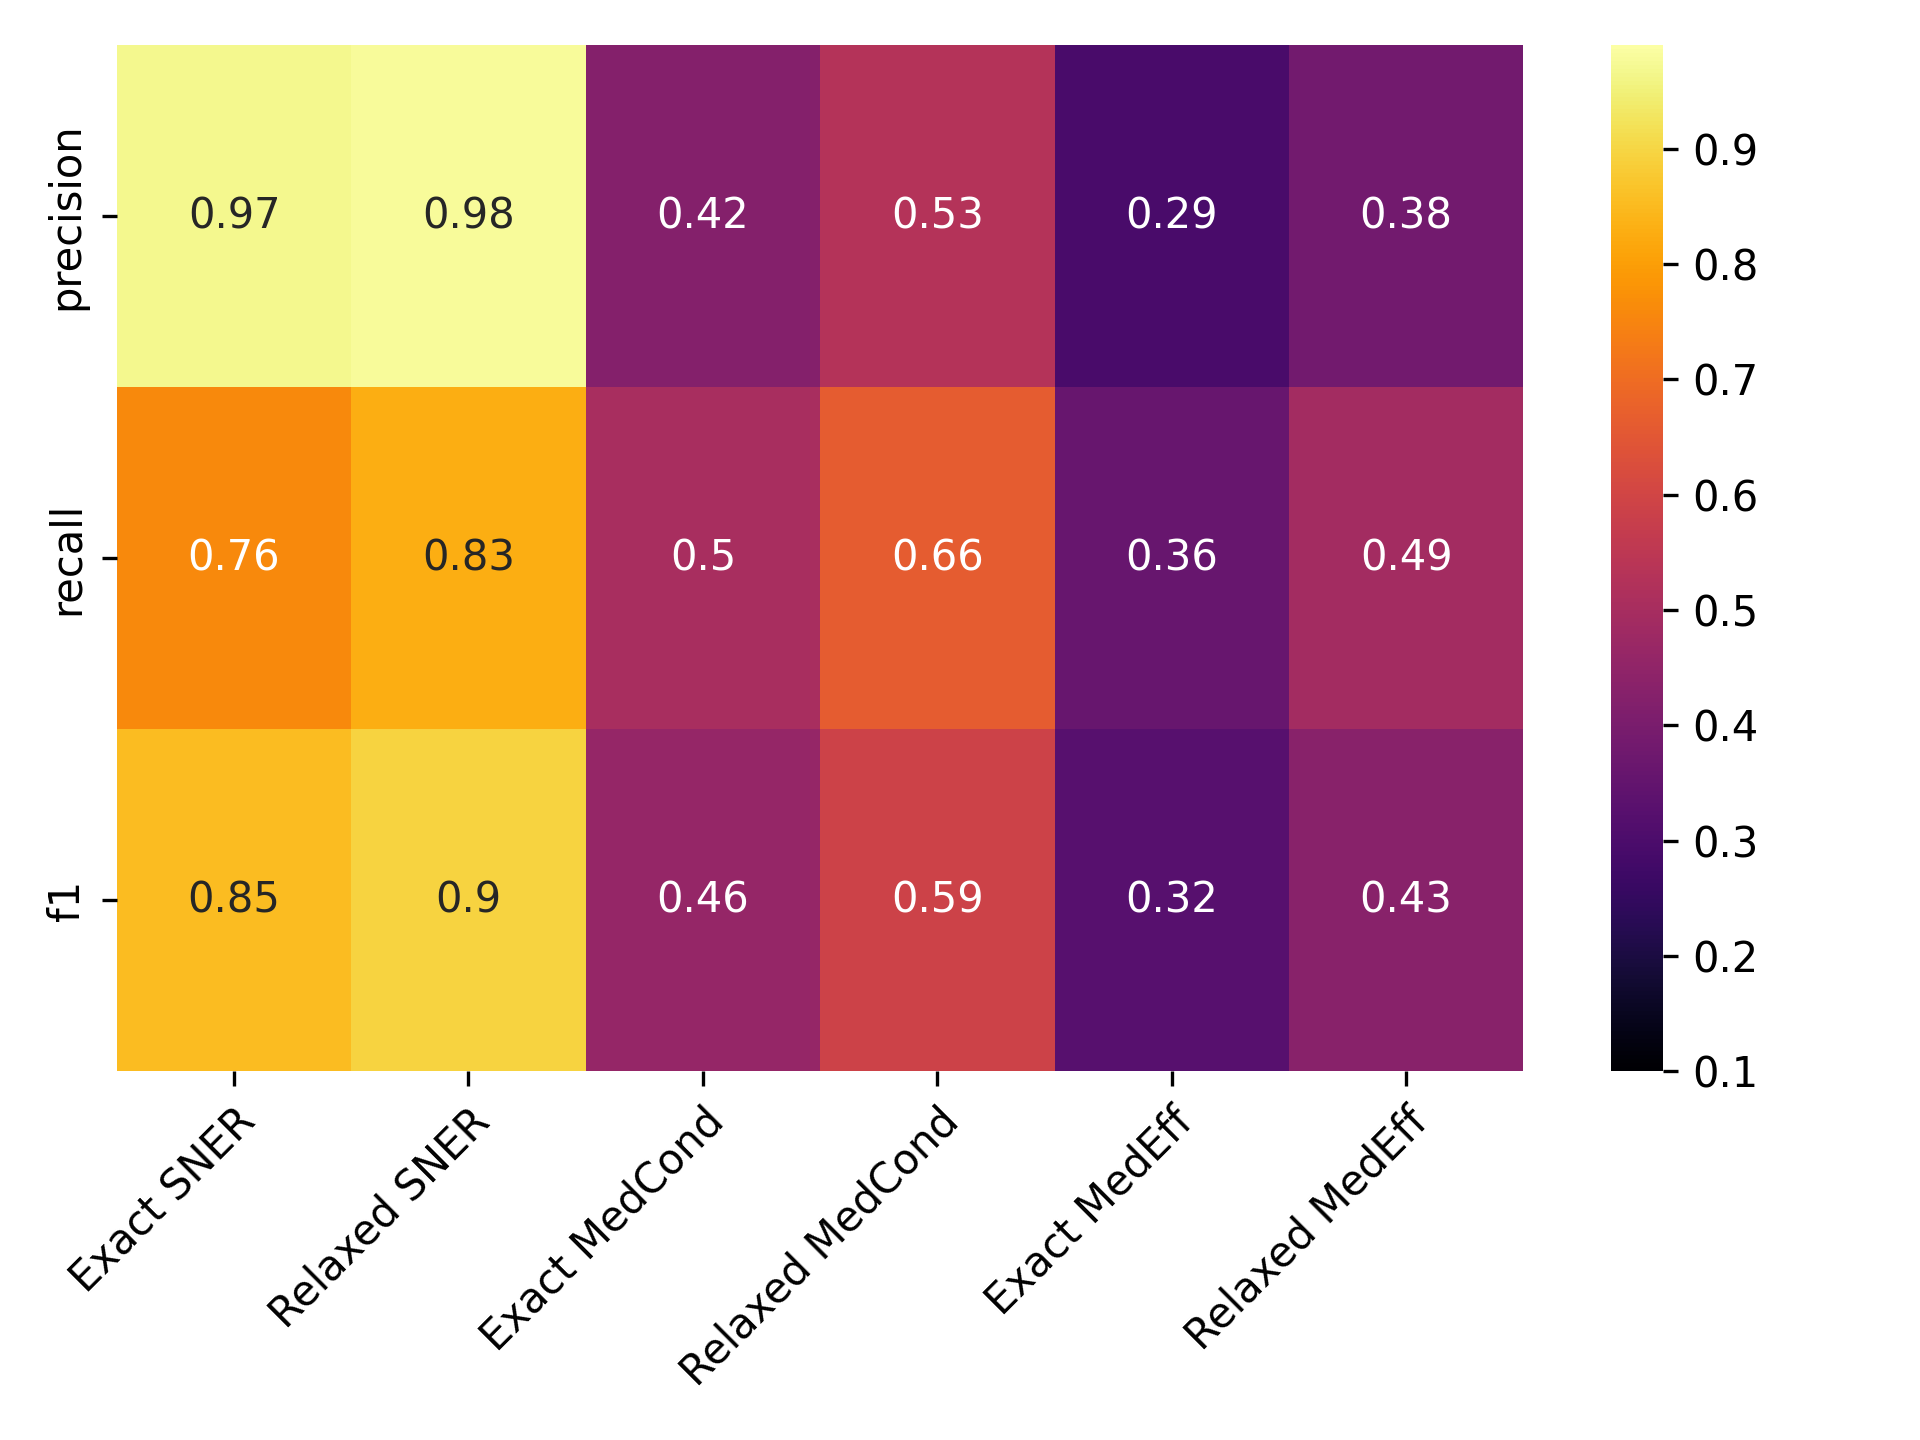 precision 0.97 0.98 0.42 0.53 0.29 0.38
recall 0.76 0.83 0.5 0.66 0.36 0.49
f1 0.85 0.9 0.46 0.59 0.32 0.43
Exact SNER
Relaxed SNER
Exact MedCond
Relaxed MedCond
Exact MedEff
Relaxed MedEff
0.9
0.8
0.7
0.6
0.5
0.4
0.3
0.2
0.1